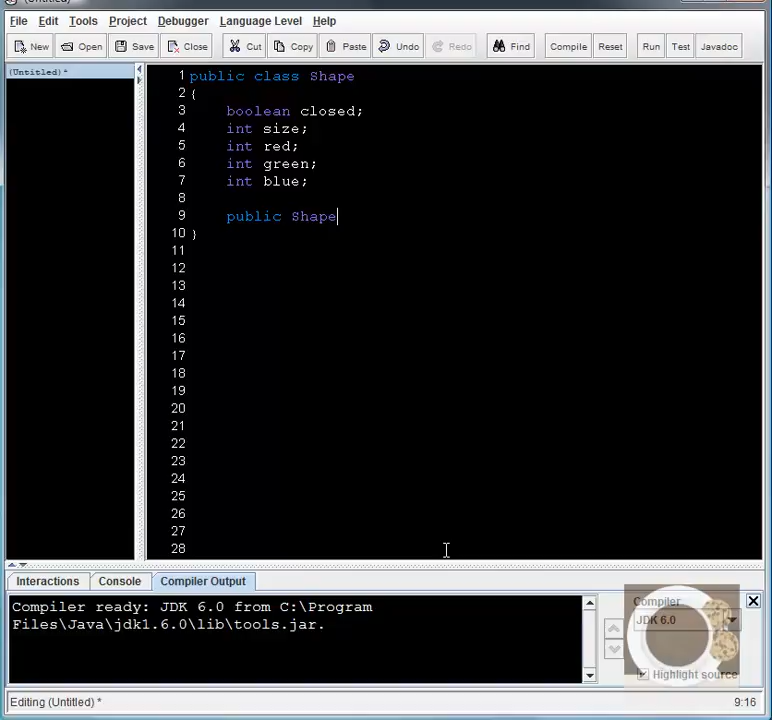 (Untitled)
File Edit Tools Project Debugger Language Level Help
New Open Save Close Cut Copy Paste Undo Redo Find Compile Reset Run Test Javadoc
(Untitled)*
1 public class Shape
2 {
3 boolean closed;
4 int size;
5 int red;
6 int green;
7 int blue;
8
9 public Shape
10 }
11
12
13
14
15
16
17
18
19
20
21
22
23
24
25
26
27
28
Interactions Console Compiler Output
Compiler ready: JDK 6.0 from C:\Program
Files\Java\jdk1.6.0\lib\tools.jar.
Compiler:
JDK 6.0
Highlight source
Editing (Untitled) * 9:16